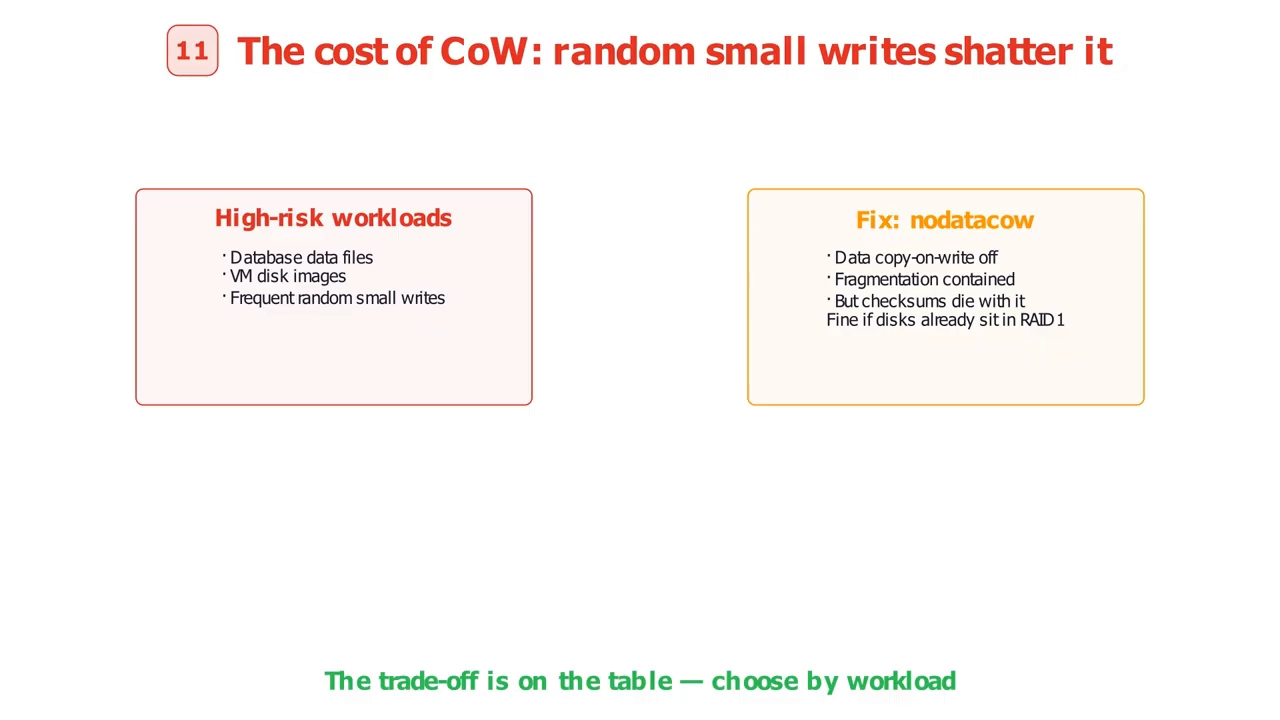 11 The cost of CoW: random small writes shatter it
High-risk workloads
· Database data files
· VM disk images
· Frequent random small writes
Fix: nodatacow
· Data copy-on-write off
· Fragmentation contained
· But checksums die with it
Fine if disks already sit in RAID1
The trade-off is on the table — choose by workload